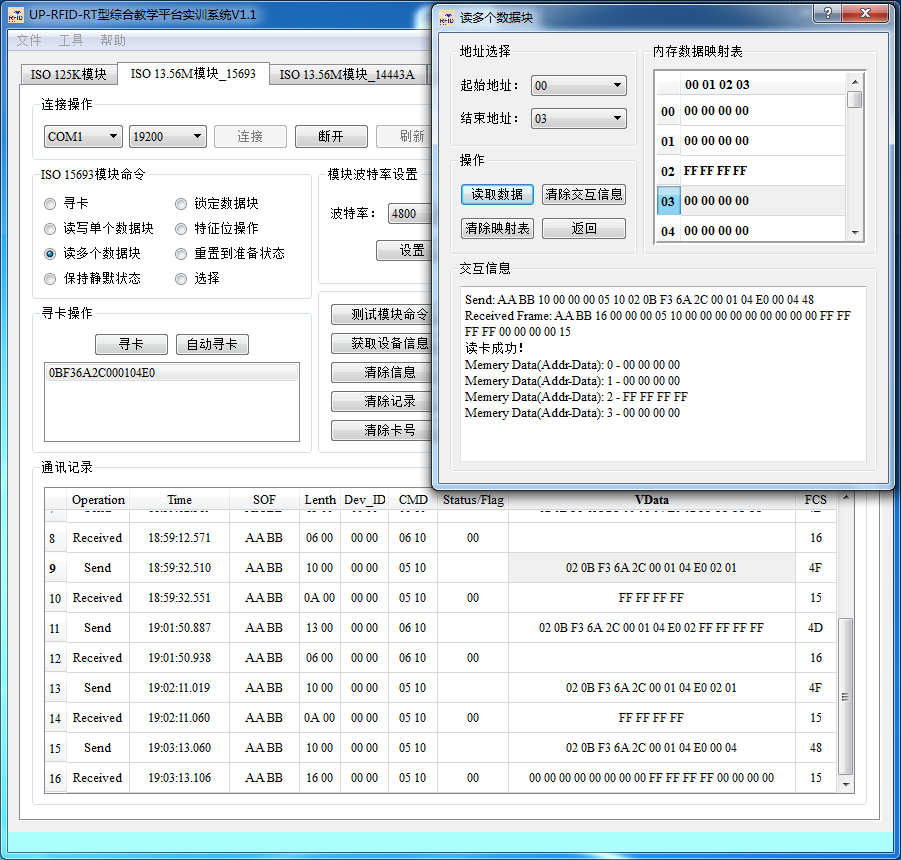 UP-RFID-RT型综合教学平台实训系统V1.1
文件 工具 帮助
ISO 125K模块 ISO 13.56M模块_15693 ISO 13.56M模块_14443A
连接操作
COM1 19200 连接 断开 刷新
ISO 15693模块命令
寻卡 锁定数据块
读写单个数据块 特征位操作
读多个数据块 重置到准备状态
保持静默状态 选择
模块波特率设置
波特率： 4800
设置
寻卡操作
寻卡 自动寻卡
0BF36A2C000104E0
测试模块命令
获取设备信息
清除信息
清除记录
清除卡号
读多个数据块
地址选择
起始地址： 00
结束地址： 03
操作
读取数据 清除交互信息
清除映射表 返回
内存数据映射表
00 01 02 03
00 00 00 00 00
01 00 00 00 00
02 FF FF FF FF
03 00 00 00 00
04 00 00 00 00
交互信息
Send: AA BB 10 00 00 00 05 10 02 0B F3 6A 2C 00 01 04 E0 00 04 48
Received Frame: AA BB 16 00 00 00 05 10 00 00 00 00 00 00 00 00 00 FF FF
FF FF 00 00 00 00 15
读卡成功！
Memery Data(Addr-Data): 0 - 00 00 00 00
Memery Data(Addr-Data): 1 - 00 00 00 00
Memery Data(Addr-Data): 2 - FF FF FF FF
Memery Data(Addr-Data): 3 - 00 00 00 00
通讯记录
Operation Time SOF Lenth Dev_ID CMD Status/Flag VData FCS
8 Received 18:59:12.571 AA BB 06 00 00 00 06 10 00 16
9 Send 18:59:32.510 AA BB 10 00 00 00 05 10 02 0B F3 6A 2C 00 01 04 E0 02 01 4F
10 Received 18:59:32.551 AA BB 0A 00 00 00 05 10 00 FF FF FF FF 15
11 Send 19:01:50.887 AA BB 13 00 00 00 06 10 02 0B F3 6A 2C 00 01 04 E0 02 FF FF FF FF 4D
12 Received 19:01:50.938 AA BB 06 00 00 00 06 10 00 16
13 Send 19:02:11.019 AA BB 10 00 00 00 05 10 02 0B F3 6A 2C 00 01 04 E0 02 01 4F
14 Received 19:02:11.060 AA BB 0A 00 00 00 05 10 00 FF FF FF FF 15
15 Send 19:03:13.060 AA BB 10 00 00 00 05 10 02 0B F3 6A 2C 00 01 04 E0 00 04 48
16 Received 19:03:13.106 AA BB 16 00 00 00 05 10 00 00 00 00 00 00 00 00 00 FF FF FF FF 00 00 00 00 15